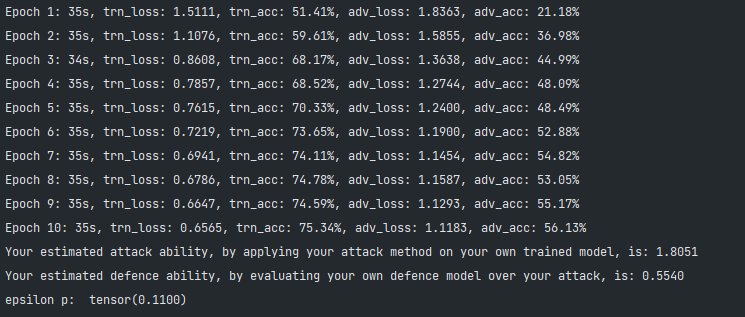 Epoch 1: 35s, trn_loss: 1.5111, trn_acc: 51.41%, adv_loss: 1.8363, adv_acc: 21.18%
Epoch 2: 35s, trn_loss: 1.1076, trn_acc: 59.61%, adv_loss: 1.5855, adv_acc: 36.98%
Epoch 3: 34s, trn_loss: 0.8608, trn_acc: 68.17%, adv_loss: 1.3638, adv_acc: 44.99%
Epoch 4: 35s, trn_loss: 0.7857, trn_acc: 68.52%, adv_loss: 1.2744, adv_acc: 48.09%
Epoch 5: 35s, trn_loss: 0.7615, trn_acc: 70.33%, adv_loss: 1.2400, adv_acc: 48.49%
Epoch 6: 35s, trn_loss: 0.7219, trn_acc: 73.65%, adv_loss: 1.1900, adv_acc: 52.88%
Epoch 7: 35s, trn_loss: 0.6941, trn_acc: 74.11%, adv_loss: 1.1454, adv_acc: 54.82%
Epoch 8: 35s, trn_loss: 0.6786, trn_acc: 74.78%, adv_loss: 1.1587, adv_acc: 53.05%
Epoch 9: 35s, trn_loss: 0.6647, trn_acc: 74.59%, adv_loss: 1.1293, adv_acc: 55.17%
Epoch 10: 35s, trn_loss: 0.6565, trn_acc: 75.34%, adv_loss: 1.1183, adv_acc: 56.13%
Your estimated attack ability, by applying your attack method on your own trained model, is: 1.8051
Your estimated defence ability, by evaluating your own defence model over your attack, is: 0.5540
epsilon p:  tensor(0.1100)